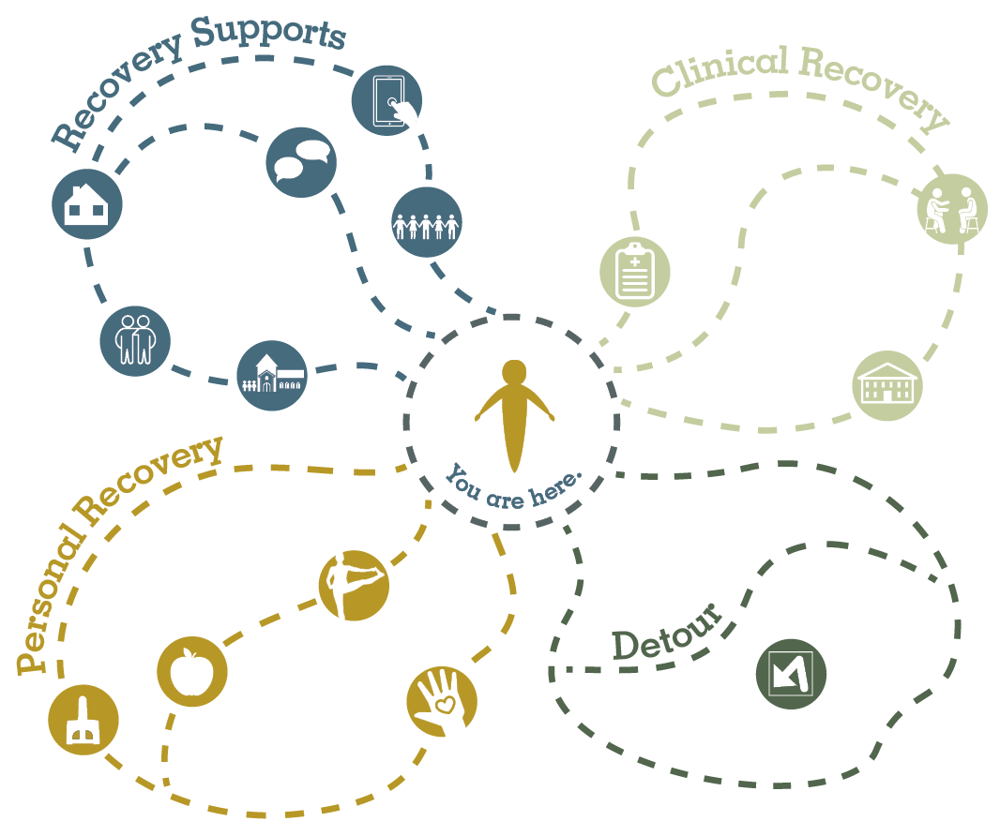 Recovery Supports
Clinical Recovery
You are here.
Personal Recovery
Detour